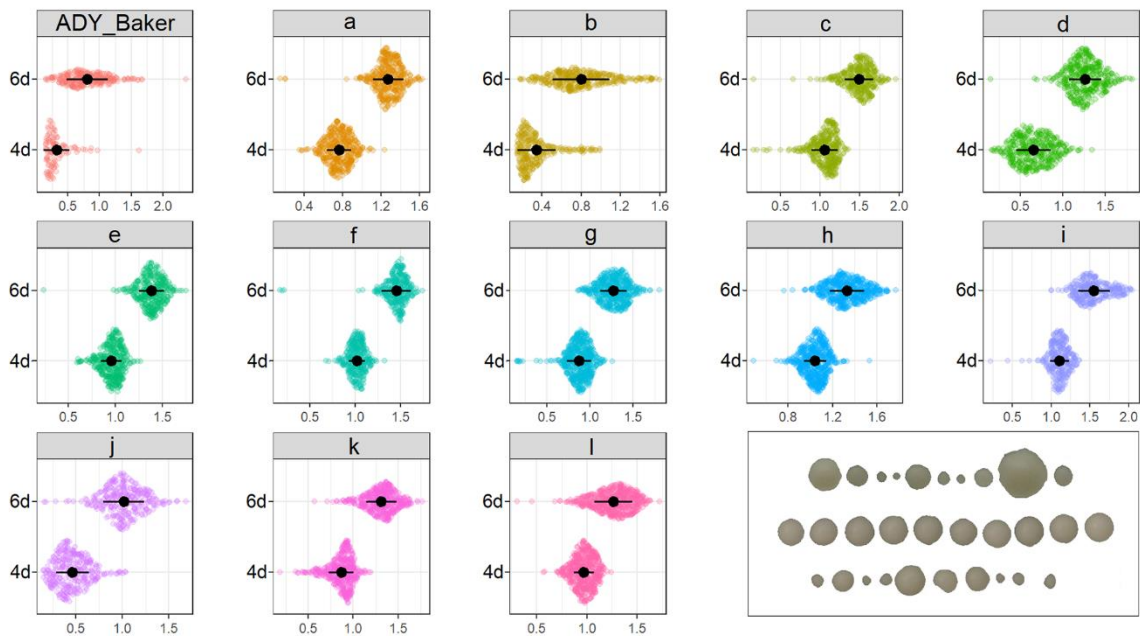 ADY_Baker a b c d
6d 6d 6d 6d 6d
4d 4d 4d 4d 4d
0.5 1.0 1.5 2.0 0.4 0.8 1.2 1.6 0.4 0.8 1.2 1.6 0.5 1.0 1.5 2.0 0.5 1.0 1.5
e f g h i
6d 6d 6d 6d 6d
4d 4d 4d 4d 4d
0.5 1.0 1.5 0.5 1.0 1.5 0.5 1.0 1.5 0.8 1.2 1.6 0.5 1.0 1.5 2.0
j k l
6d 6d 6d
4d 4d 4d
0.5 1.0 1.5 0.5 1.0 1.5 0.5 1.0 1.5